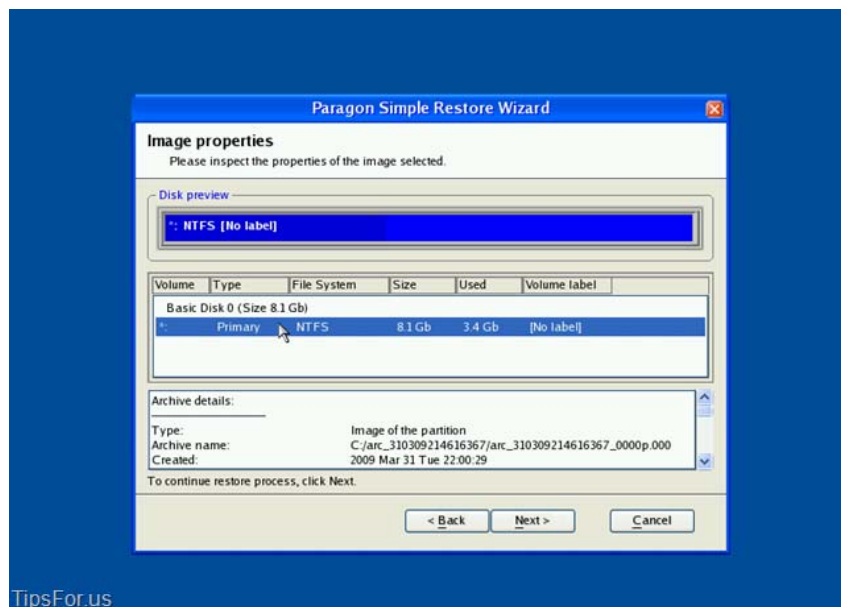 Paragon Simple Restore Wizard
Image properties
Please inspect the properties of the image selected.
Disk preview
*: NTFS [No label]
Volume Type File System Size Used Volume label
Basic Disk 0 (Size 8.1 Gb)
*: Primary NTFS 8.1 Gb 3.4 Gb [No label]
Archive details:
Type: Image of the partition
Archive name: C:/arc_310309214616367/arc_310309214616367_0000p.000
Created: 2009 Mar 31 Tue 22:00:29
To continue restore process, click Next.
< Back Next > Cancel
TipsFor.us